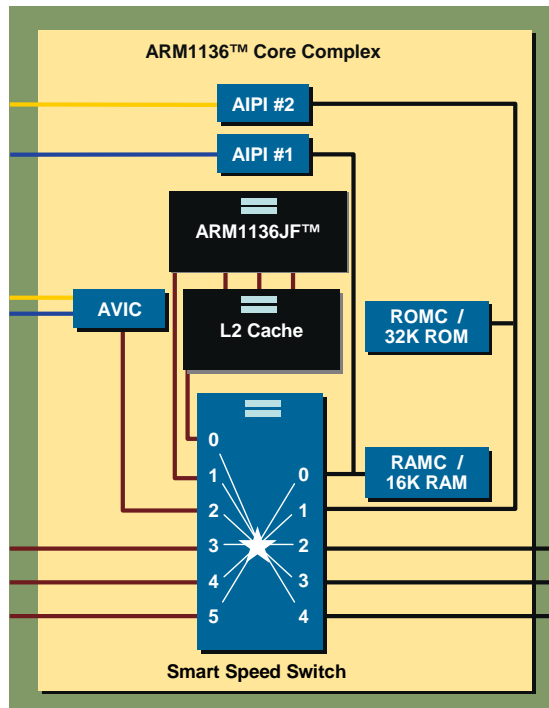 ARM1136™ Core Complex
AIPI #2
AIPI #1
ARM1136JF™
AVIC
L2 Cache
ROMC /
32K ROM
RAMC /
16K RAM
0
1
2
3
4
5
0
1
2
3
4
Smart Speed Switch